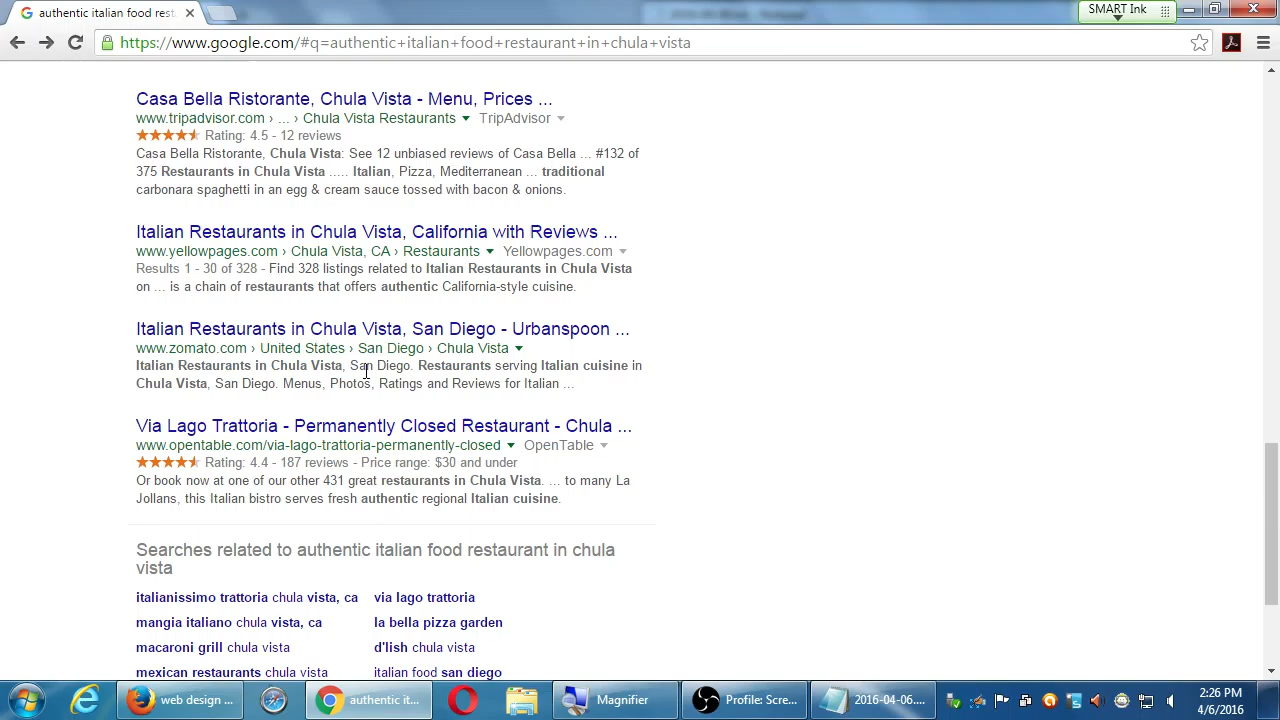 authentic italian food rest
SMART Ink
https://www.google.com/#q=authentic+italian+food+restaurant+in+chula+vista
Casa Bella Ristorante, Chula Vista - Menu, Prices ...
www.tripadvisor.com › ... › Chula Vista Restaurants TripAdvisor
Rating: 4.5 - 12 reviews
Casa Bella Ristorante, Chula Vista: See 12 unbiased reviews of Casa Bella ... #132 of
375 Restaurants in Chula Vista ..... Italian, Pizza, Mediterranean ... traditional
carbonara spaghetti in an egg & cream sauce tossed with bacon & onions.
Italian Restaurants in Chula Vista, California with Reviews ...
www.yellowpages.com › Chula Vista, CA › Restaurants Yellowpages.com
Results 1 - 30 of 328 - Find 328 listings related to Italian Restaurants in Chula Vista
on ... is a chain of restaurants that offers authentic California-style cuisine.
Italian Restaurants in Chula Vista, San Diego - Urbanspoon ...
www.zomato.com › United States › San Diego › Chula Vista
Italian Restaurants in Chula Vista, San Diego. Restaurants serving Italian cuisine in
Chula Vista, San Diego. Menus, Photos, Ratings and Reviews for Italian ...
Via Lago Trattoria - Permanently Closed Restaurant - Chula ...
www.opentable.com/via-lago-trattoria-permanently-closed OpenTable
Rating: 4.4 - 187 reviews - Price range: $30 and under
Or book now at one of our other 431 great restaurants in Chula Vista. ... to many La
Jollans, this Italian bistro serves fresh authentic regional Italian cuisine.
Searches related to authentic italian food restaurant in chula
vista
italianissimo trattoria chula vista, ca via lago trattoria
mangia italiano chula vista, ca la bella pizza garden
macaroni grill chula vista d'lish chula vista
mexican restaurants chula vista italian food san diego
web design ... authentic it... Magnifier Profile: Scre... 2016-04-06.... 2:26 PM
4/6/2016